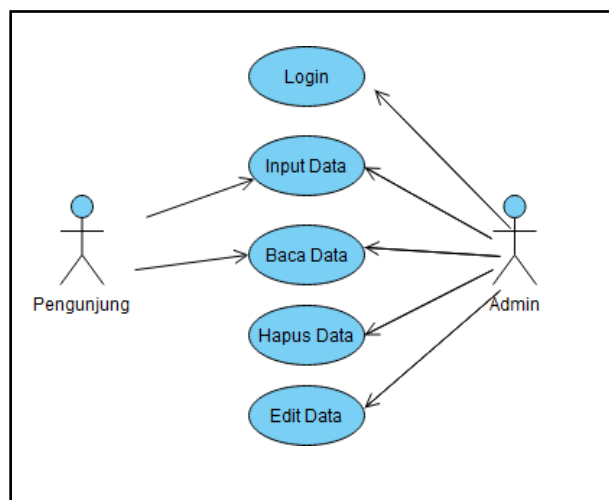 Login
Input Data
Baca Data
Pengunjung
Admin
Hapus Data
Edit Data